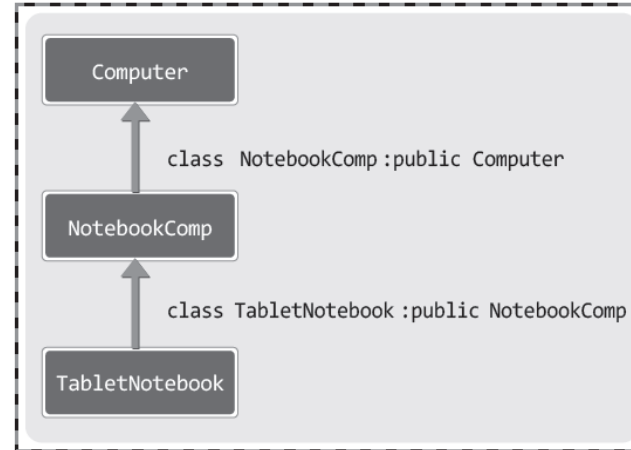 Computer
class NotebookComp :public Computer
NotebookComp
class TabletNotebook :public NotebookComp
TabletNotebook